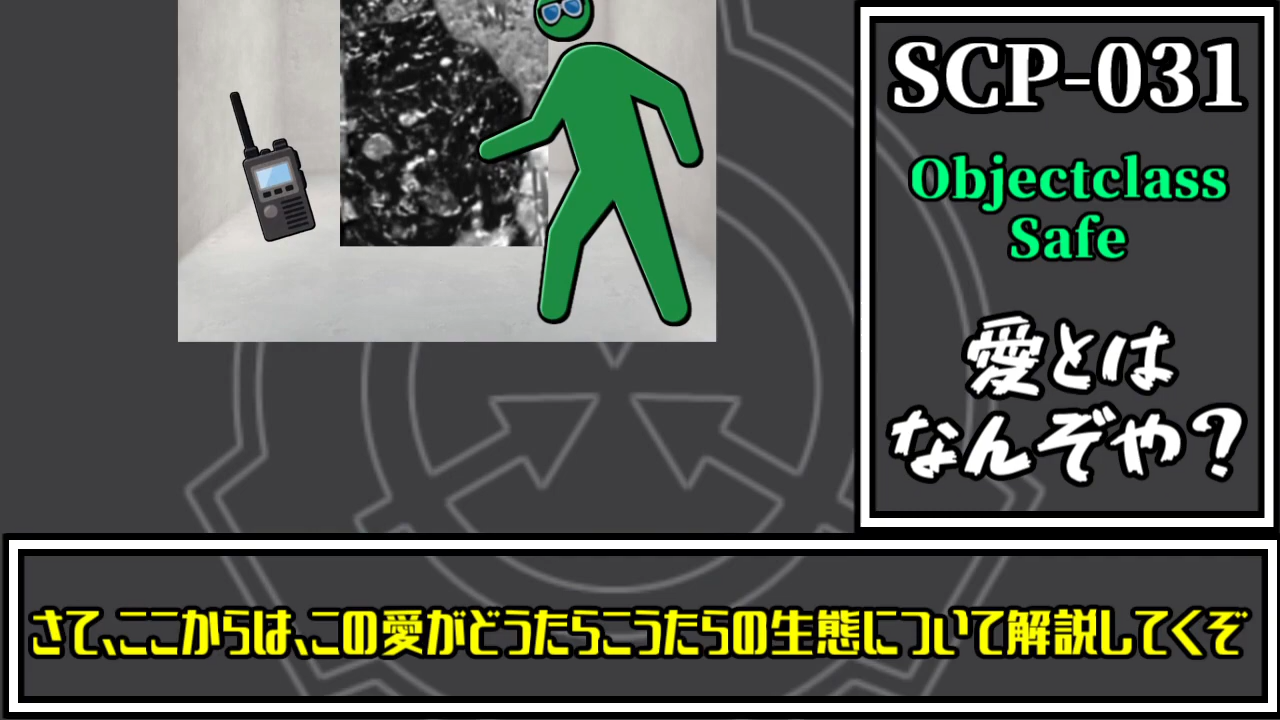 SCP-031
Objectclass
Safe
愛とは
なんぞや？
さて、ここからは、この愛がどうたらこうたらの生態について解説してくぞ